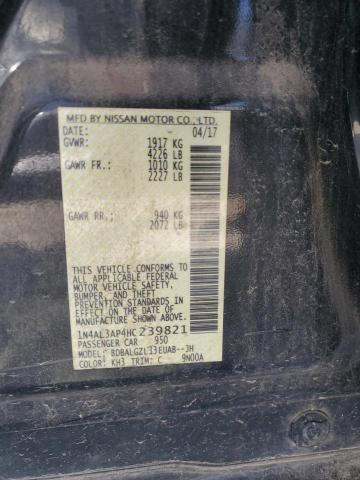 MFD BY NISSAN MOTOR CO., LTD.
DATE: - 04/17
GVWR: 1917 KG
4226 LB
GAWR FR.: 1010 KG
2227 LB
GAWR RR.: 940 KG
2072 LB
THIS VEHICLE CONFORMS TO
ALL APPLICABLE FEDERAL
MOTOR VEHICLE SAFETY,
BUMPER, AND THEFT
PREVENTION STANDARDS
IN EFFECT ON THE DATE OF
MANUFACTURE SHOWN ABOVE.
1N4AL3AP4HC239821
PASSENGER CAR 950
MODEL: BDBALGZL13EUAB--JH
COLOR: KH3 TRIM: C 9N00A